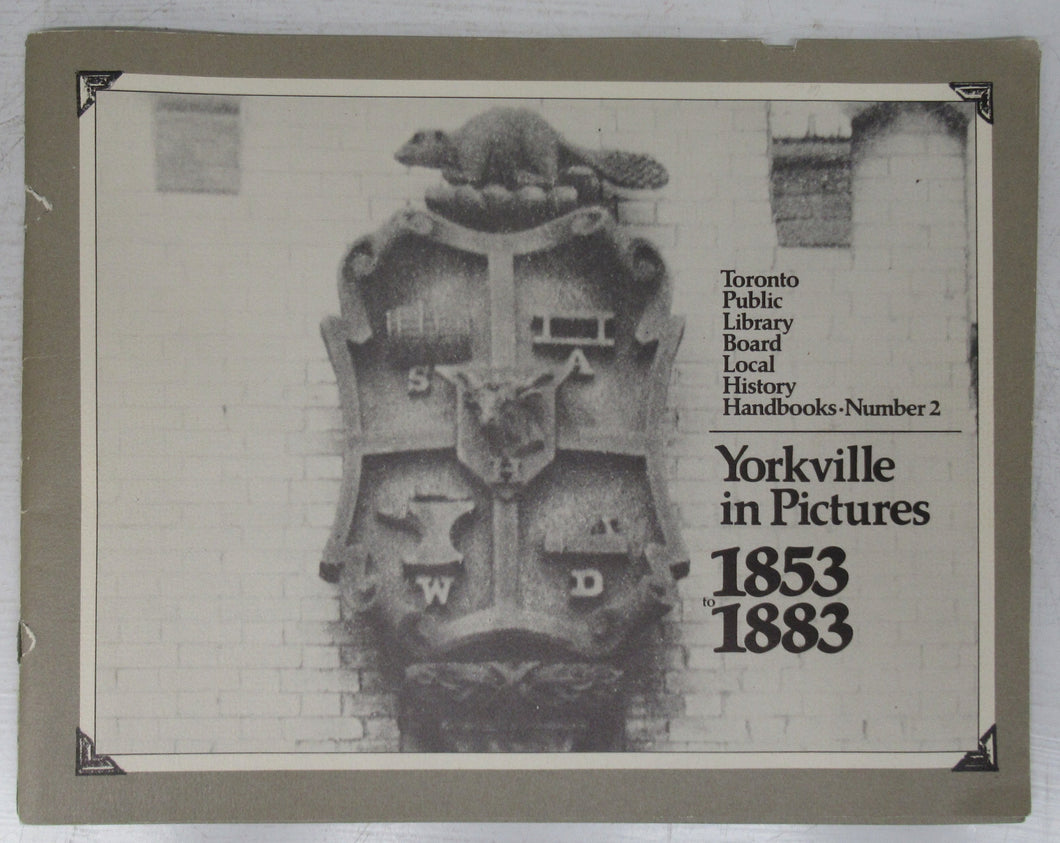 Toronto
Public
Library
Board
Local
History
Handbooks·Number 2
Yorkville
in Pictures
1853
to
1883
S
A
H
W
D